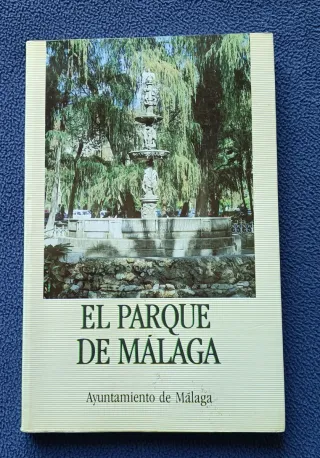 EL PARQUE
DE MÁLAGA
Ayuntamiento de Málaga